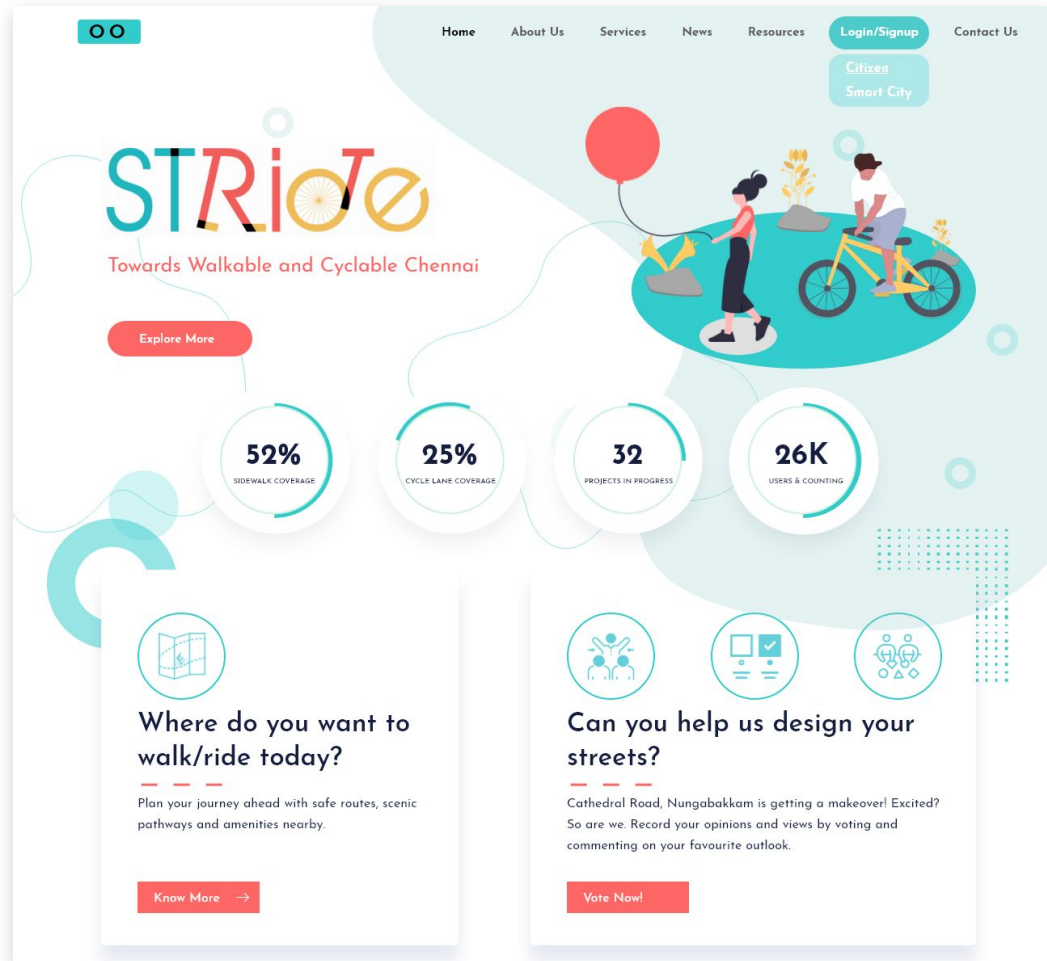 OO
Home About Us Services News Resources Login/Signup Contact Us
Citizen
Smart City
STRide
Towards Walkable and Cyclable Chennai
Explore More
52%
SIDEWALK COVERAGE
25%
CYCLE LANE COVERAGE
32
PROJECTS IN PROGRESS
26K
USERS & COUNTING
Where do you want to
walk/ride today?
Plan your journey ahead with safe routes, scenic
pathways and amenities nearby.
Know More →
Can you help us design your
streets?
Cathedral Road, Nungabakkam is getting a makeover! Excited?
So are we. Record your opinions and views by voting and
commenting on your favourite outlook.
Vote Now!